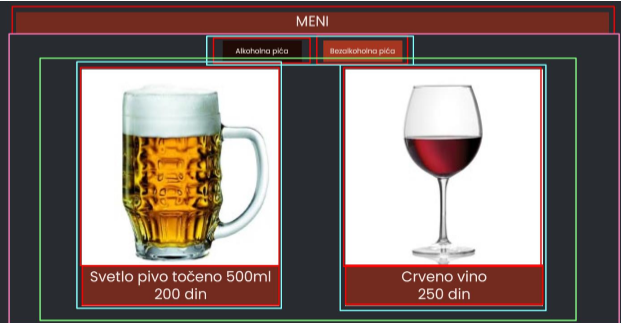 MENI
Alkoholna pića
Bezalkoholna pića
Svetlo pivo točeno 500ml
200 din
Crveno vino
250 din